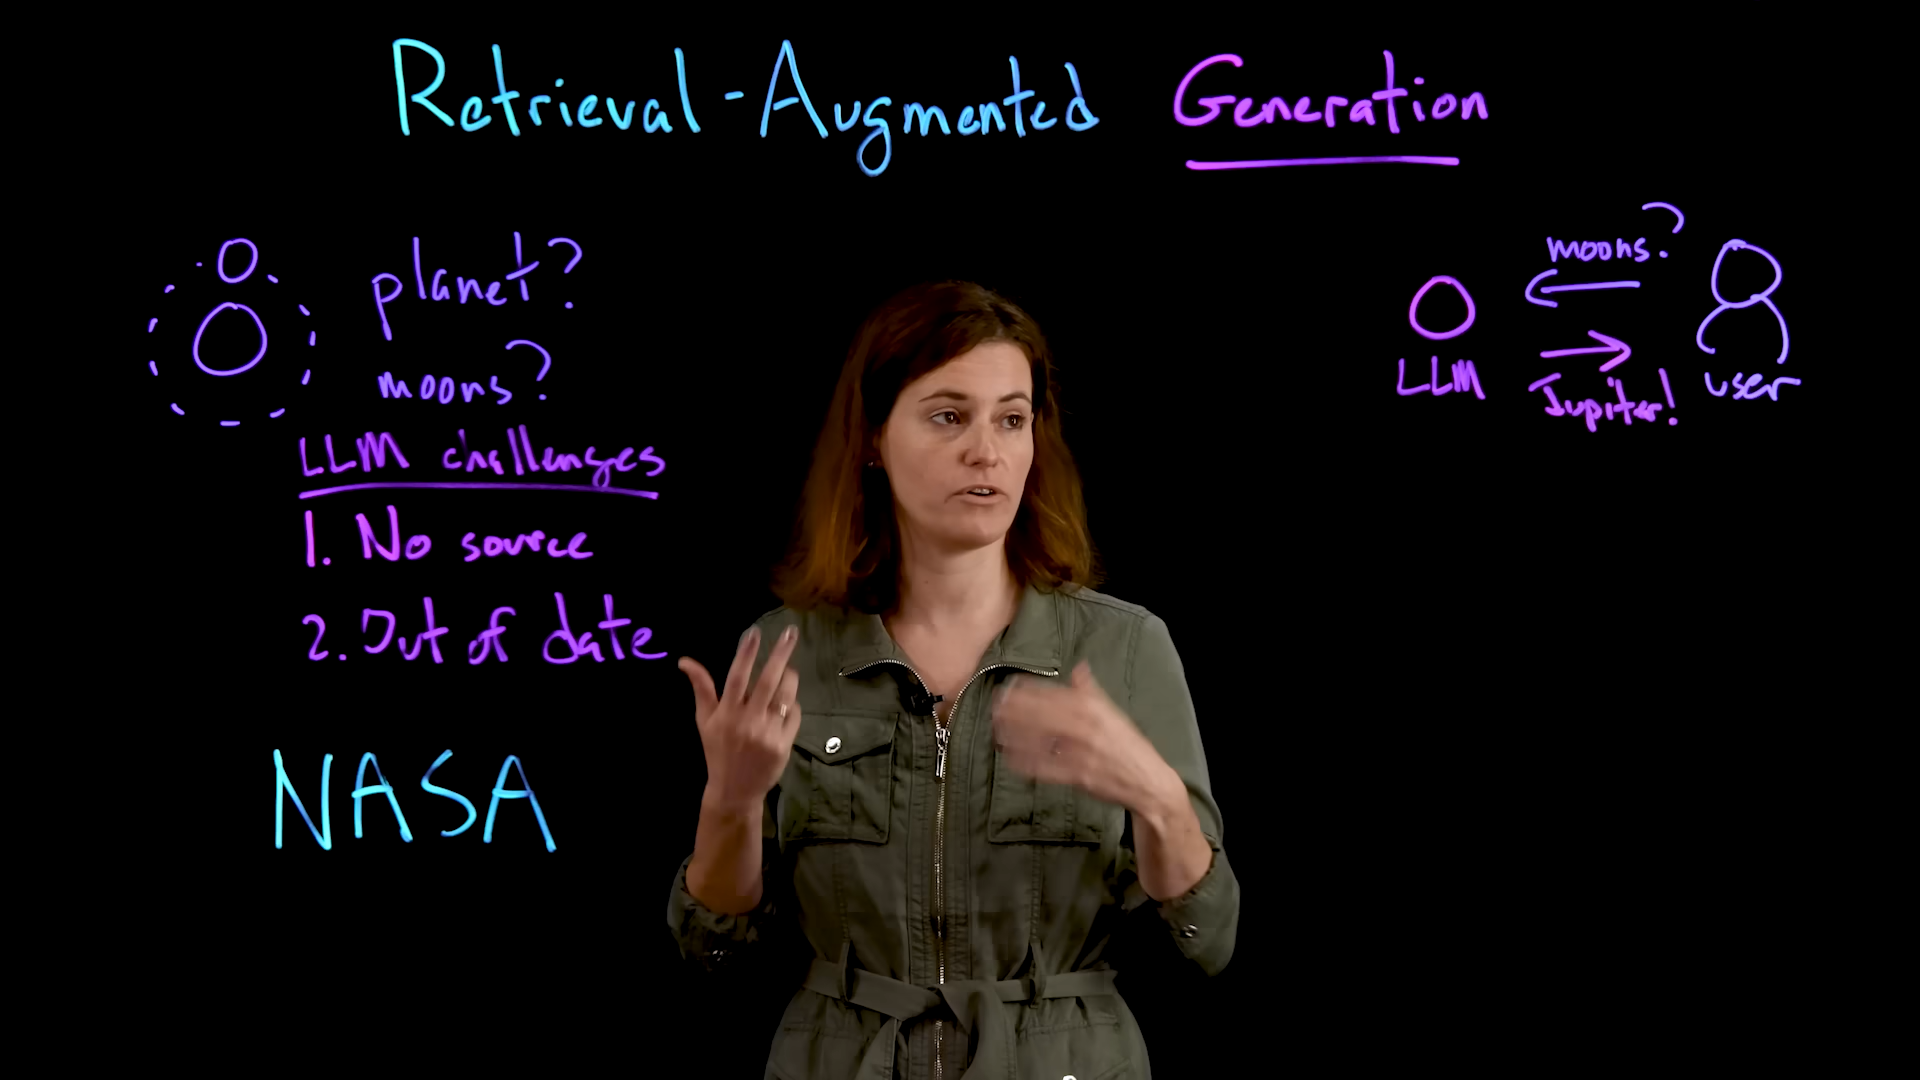 Retrieval-Augmented Generation
planet?
moons?
LLM challenges
1. No source
2. Out of date
NASA
moons?
LLM
Jupiter!
user